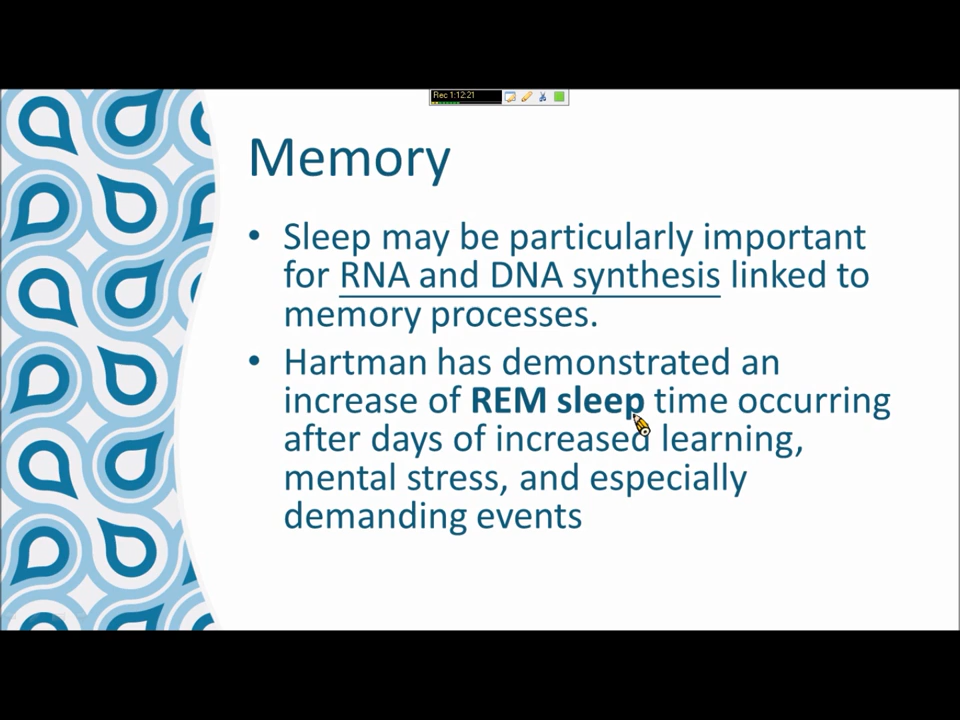 Rec 1:12:21
Memory
• Sleep may be particularly important
for RNA and DNA synthesis linked to
memory processes.
• Hartman has demonstrated an
increase of REM sleep time occurring
after days of increased learning,
mental stress, and especially
demanding events